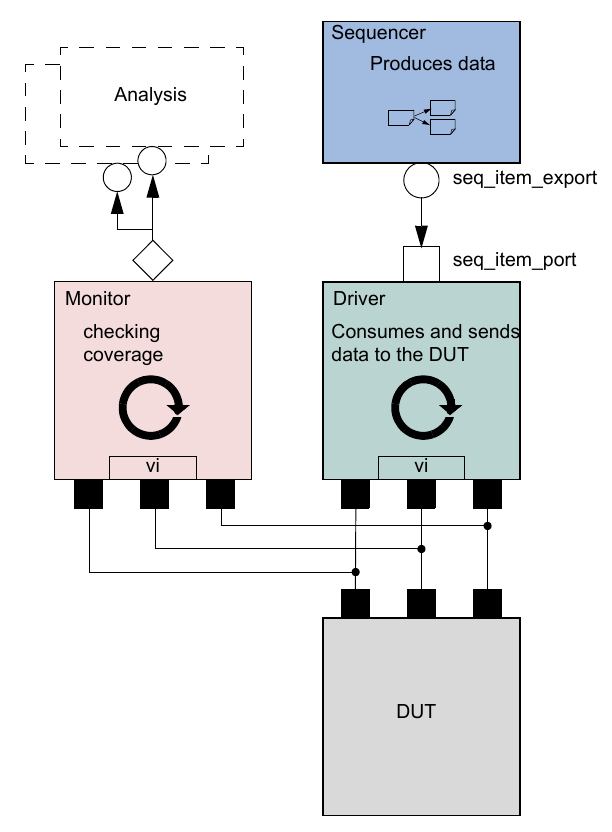 Sequencer
Produces data
Analysis
seq_item_export
seq_item_port
Monitor
checking
coverage
vi
Driver
Consumes and sends
data to the DUT
vi
DUT